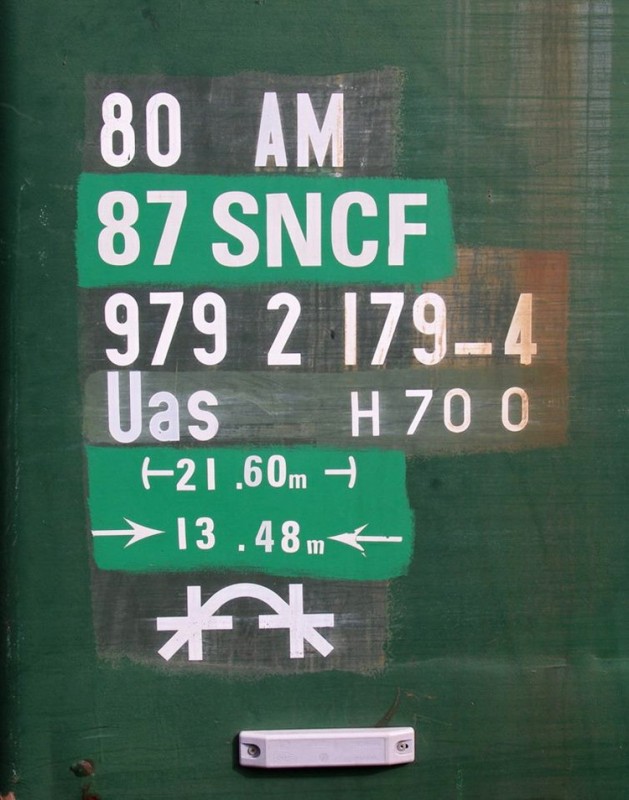 80 AM
87 SNCF
979 2 179-4
Uas H 70 0
21.60m
13.48m